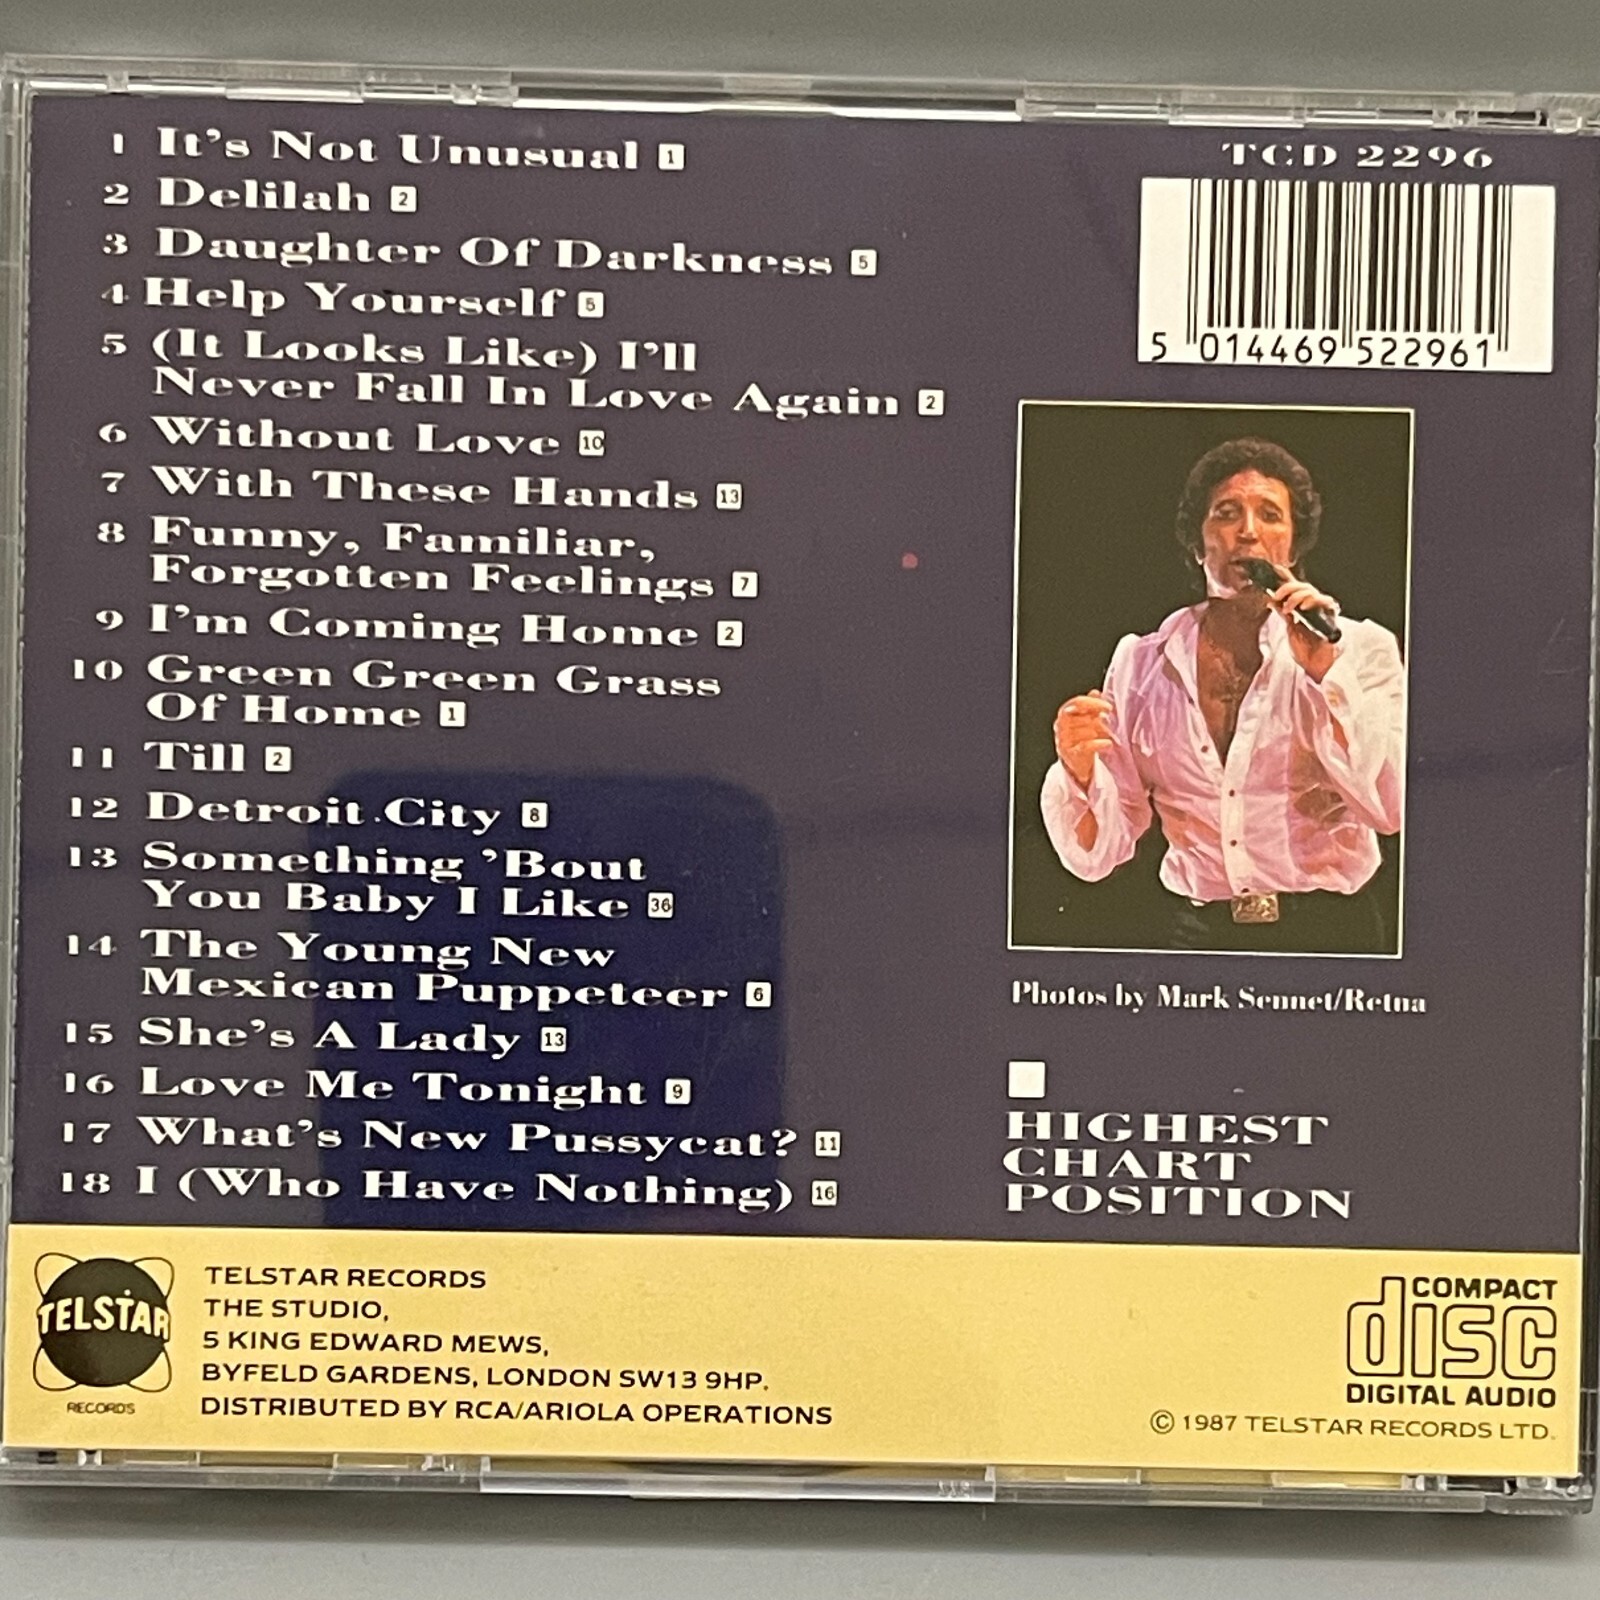 1 It's Not Unusual 1
2 Delilah 2
3 Daughter Of Darkness 5
4 Help Yourself 5
5 (It Looks Like) I'll
Never Fall In Love Again 2
6 Without Love 10
7 With These Hands 13
8 Funny, Familiar,
Forgotten Feelings 7
9 I'm Coming Home 2
10 Green Green Grass
Of Home 1
11 Till 2
12 Detroit City 8
13 Something 'Bout
You Baby I Like 36
14 The Young New
Mexican Puppeteer 6
15 She's A Lady 13
16 Love Me Tonight 9
17 What's New Pussycat? 11
18 I (Who Have Nothing) 16
TCD 2296
5 014469 522961
Photos by Mark Sennet/Retna
HIGHEST
CHART
POSITION
TELSTAR
RECORDS
TELSTAR RECORDS
THE STUDIO,
5 KING EDWARD MEWS,
BYFELD GARDENS, LONDON SW13 9HP.
DISTRIBUTED BY RCA/ARIOLA OPERATIONS
COMPACT
disc
DIGITAL AUDIO
© 1987 TELSTAR RECORDS LTD.